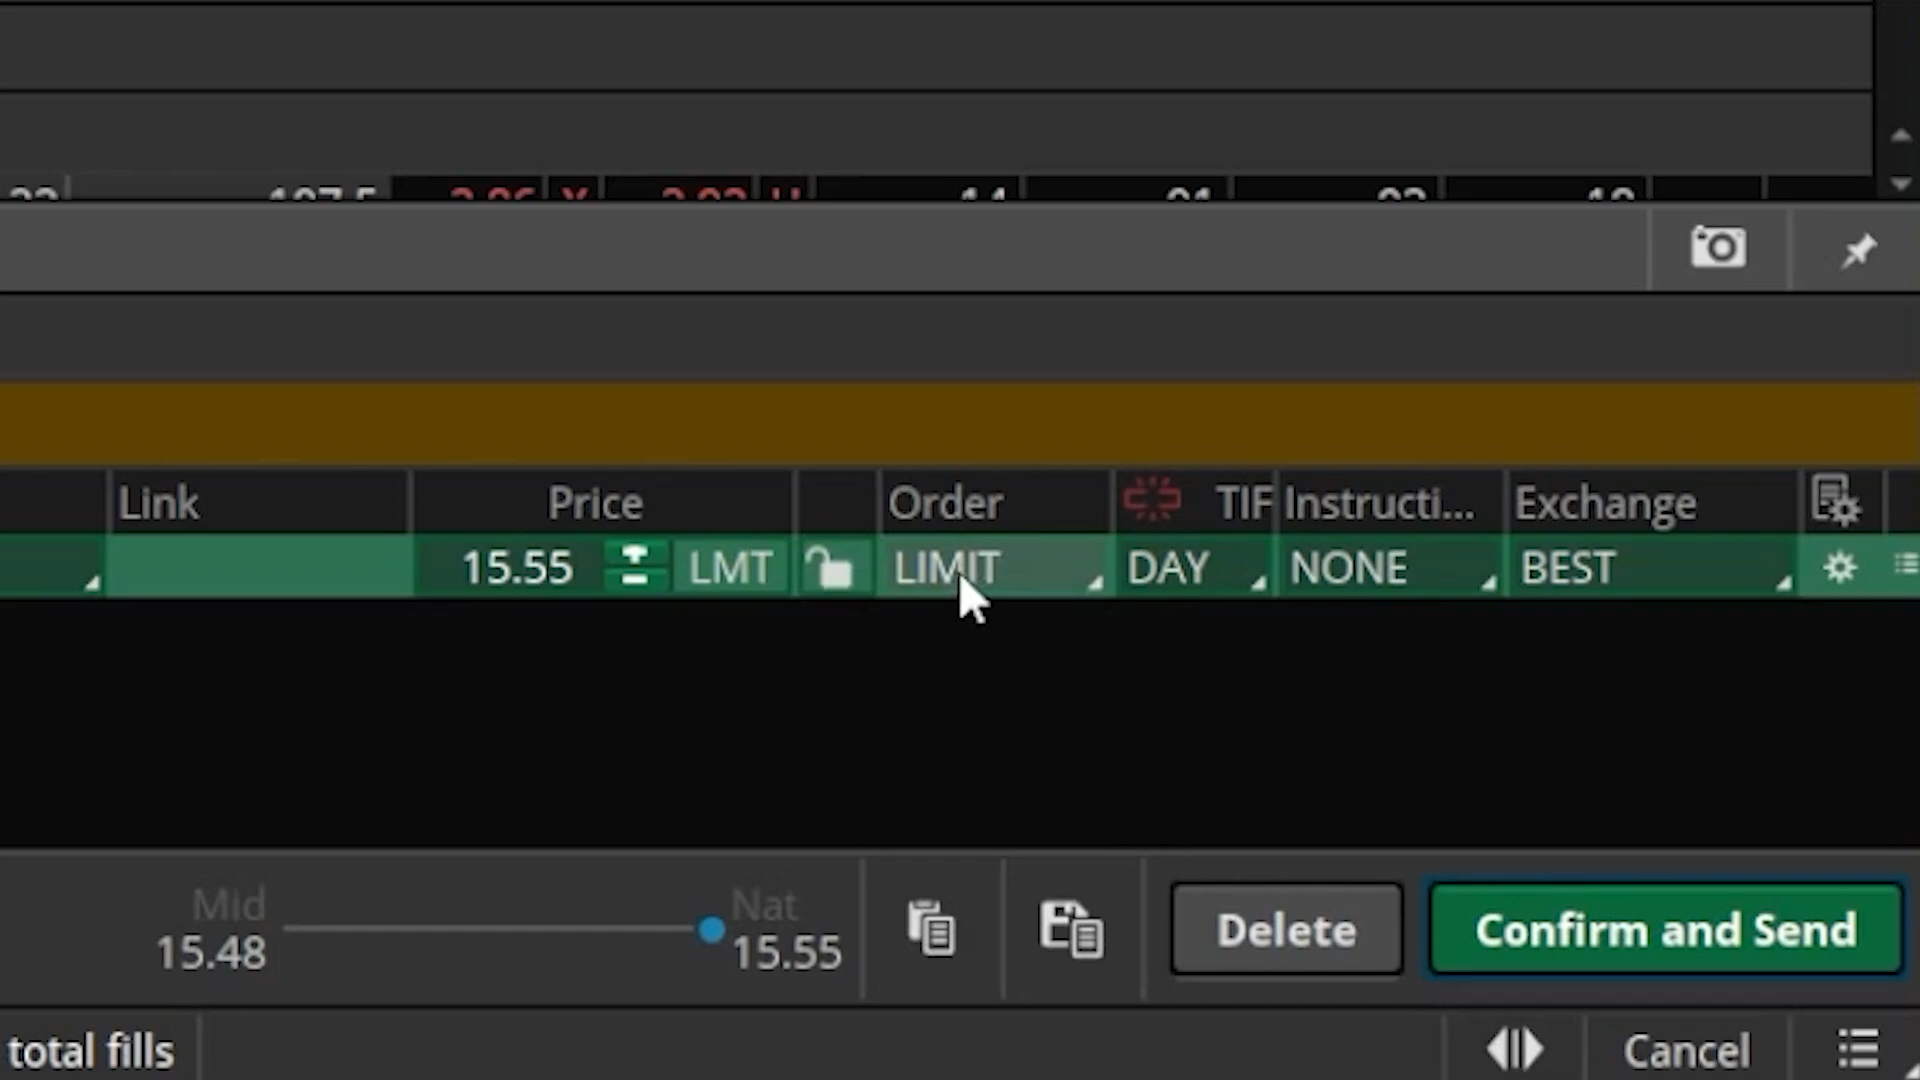 Link Price Order TIF Instructi... Exchange
15.55 LMT LIMIT DAY NONE BEST
Mid Nat
15.48 15.55
Delete Confirm and Send
total fills Cancel